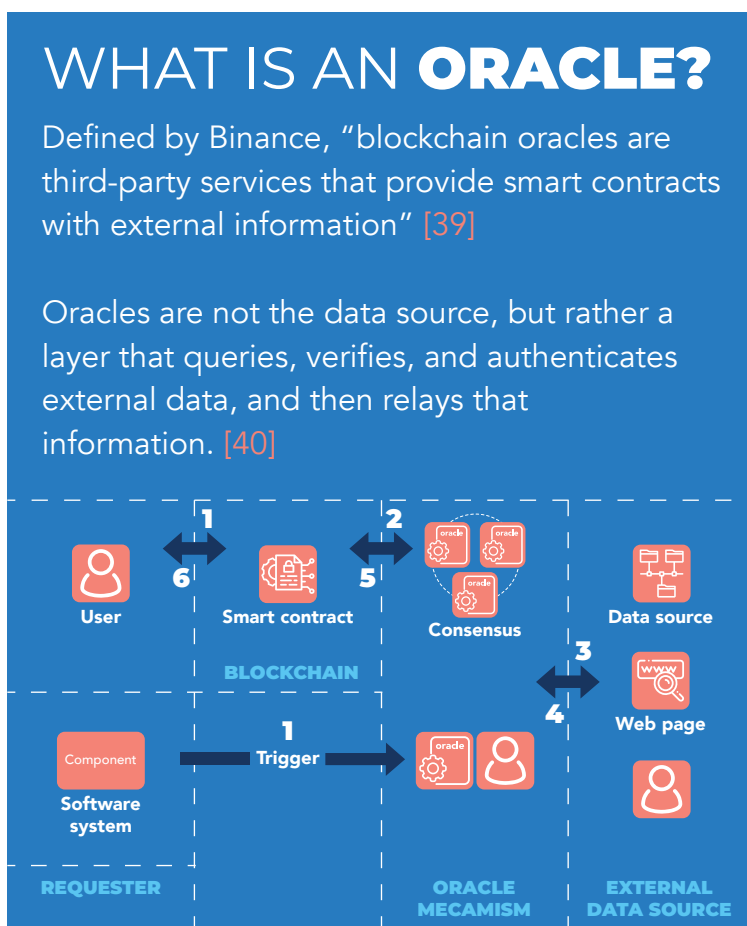 WHAT IS AN ORACLE?
Defined by Binance, “blockchain oracles are
third-party services that provide smart contracts
with external information” [39]
Oracles are not the data source, but rather a
layer that queries, verifies, and authenticates
external data, and then relays that
information. [40]
1
6
User
Smart contract
BLOCKCHAIN
2
5
oracle
oracle
oracle
Consensus
3
4
Data source
www
Web page
Component
Software
system
1
Trigger
oracle
REQUESTER
ORACLE
MECAMISM
EXTERNAL
DATA SOURCE